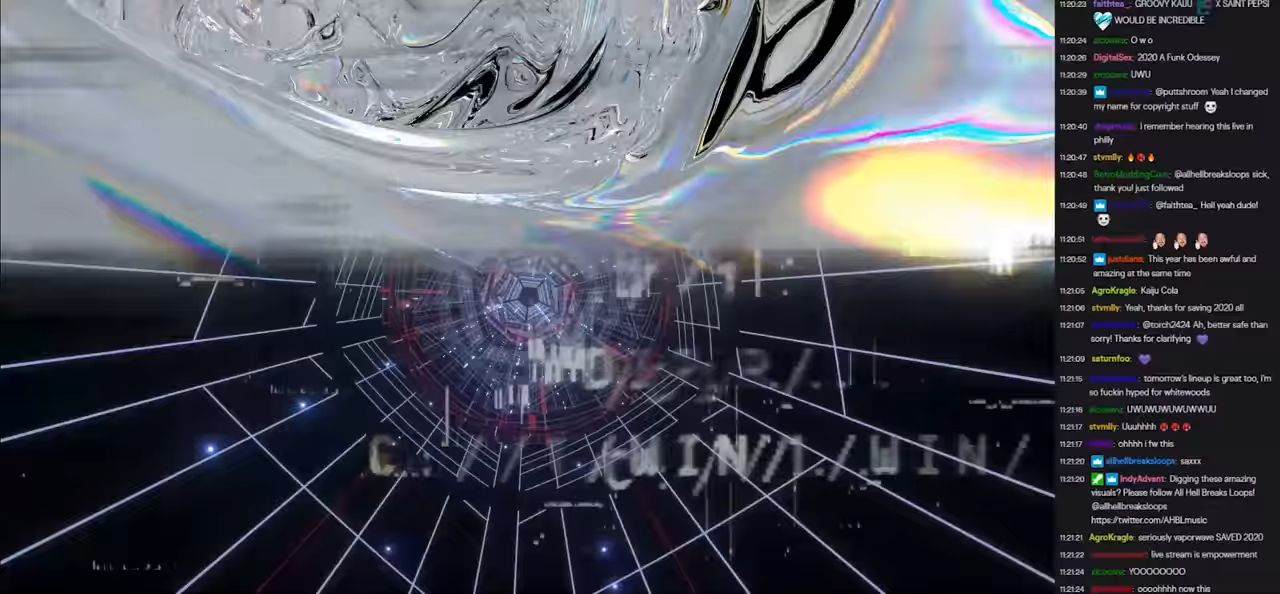 11:20:23 faithtea_: GROOVY KAIJU X SAINT PEPSI
WOULD BE INCREDIBLE
11:20:24 O w o
11:20:26 DigitalSex: 2020 A Funk Odessey
11:20:29 UWU
11:20:39 @puttshroom Yeah I changed
my name for copyright stuff
11:20:40 I remember hearing this live in
philly
11:20:47 stvmlly:
11:20:48 @allhellbreaksloops sick,
thank you! just followed
11:20:49 @faithtea_ Hell yeah dude!
11:20:51
11:20:52 justdians: This year has been awful and
amazing at the same time
11:21:05 AgroKragle: Kaiju Cola
11:21:06 stvmlly: Yeah, thanks for saving 2020 all
11:21:07 @torch2424 Ah, better safe than
sorry! Thanks for clarifying
11:21:09 saturnfoo:
11:21:15 tomorrow's lineup is great too, i'm
so fuckin hyped for whitewoods
11:21:16 UWUWUWUWUWWUU
11:21:17 stvmlly: Uuuhhhh
11:21:17 ohhhh i fw this
11:21:20 allhellbreaksloops: saxxx
11:21:20 IndyAdvant: Digging these amazing
visuals? Please follow All Hell Breaks Loops!
@allhellbreaksloops
https://twitter.com/AHBLmusic
11:21:21 AgroKragle: seriously vaporwave SAVED 2020
11:21:22 live stream is empowerment
11:21:24 YOOOOOOOO
11:21:24 oooohhhh now this
WIN//1./WIN/